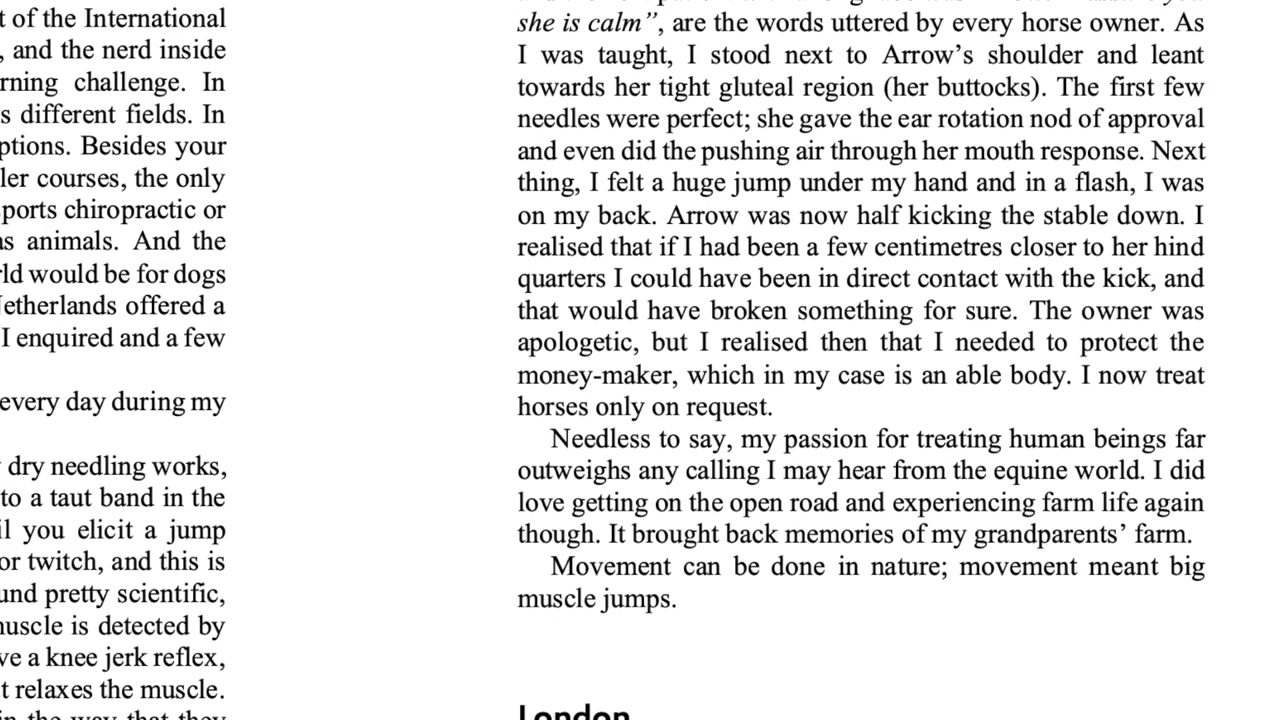 t of the International
, and the nerd inside
rning challenge. In
s different fields. In
ptions. Besides your
ler courses, the only
ports chiropractic or
as animals. And the
rld would be for dogs
Netherlands offered a
I enquired and a few
every day during my
dry needling works,
to a taut band in the
il you elicit a jump
or twitch, and this is
und pretty scientific,
muscle is detected by
ve a knee jerk reflex,
t relaxes the muscle.
in the way that they
she is calm”, are the words uttered by every horse owner. As
I was taught, I stood next to Arrow’s shoulder and leant
towards her tight gluteal region (her buttocks). The first few
needles were perfect; she gave the ear rotation nod of approval
and even did the pushing air through her mouth response. Next
thing, I felt a huge jump under my hand and in a flash, I was
on my back. Arrow was now half kicking the stable down. I
realised that if I had been a few centimetres closer to her hind
quarters I could have been in direct contact with the kick, and
that would have broken something for sure. The owner was
apologetic, but I realised then that I needed to protect the
money-maker, which in my case is an able body. I now treat
horses only on request.
Needless to say, my passion for treating human beings far
outweighs any calling I may hear from the equine world. I did
love getting on the open road and experiencing farm life again
though. It brought back memories of my grandparents’ farm.
Movement can be done in nature; movement meant big
muscle jumps.
London